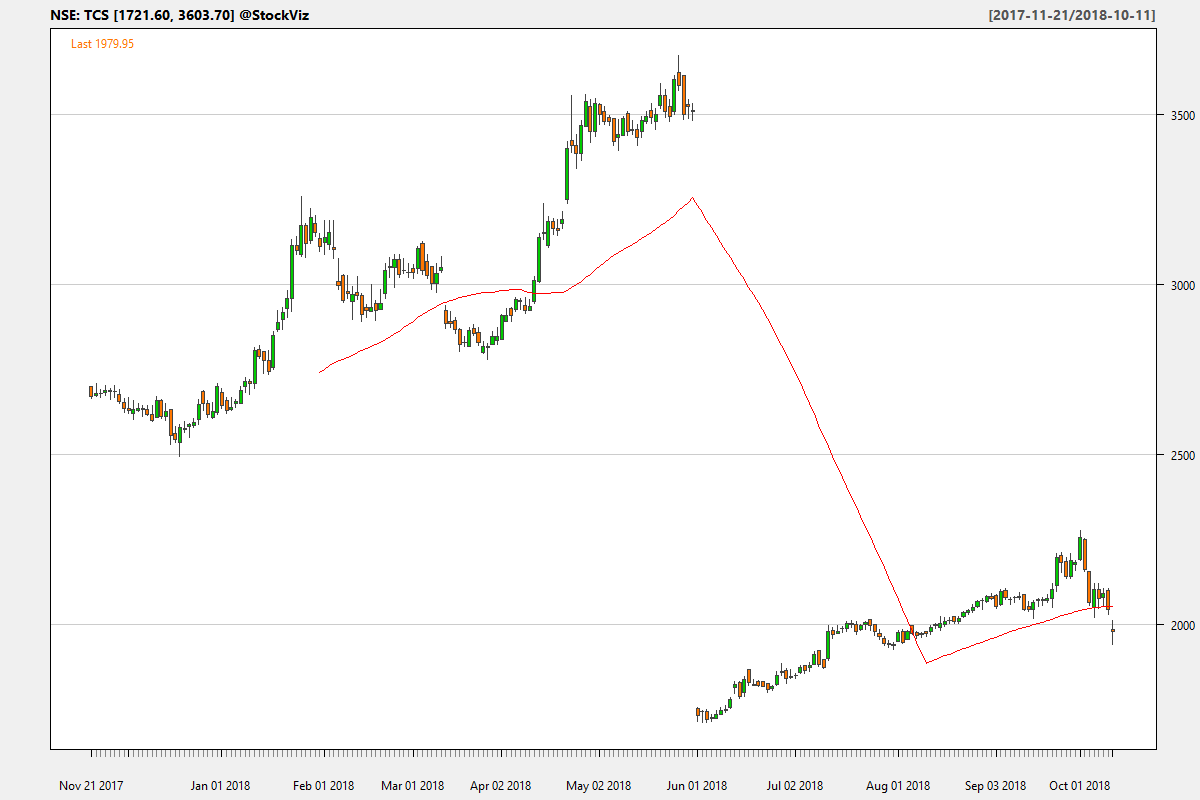 NSE: TCS [1721.60, 3603.70] @StockViz [2017-11-21/2018-10-11]
Last 1979.95
3500
3000
2500
2000
Nov 21 2017 Jan 01 2018 Feb 01 2018 Mar 01 2018 Apr 02 2018 May 02 2018 Jun 01 2018 Jul 02 2018 Aug 01 2018 Sep 03 2018 Oct 01 2018